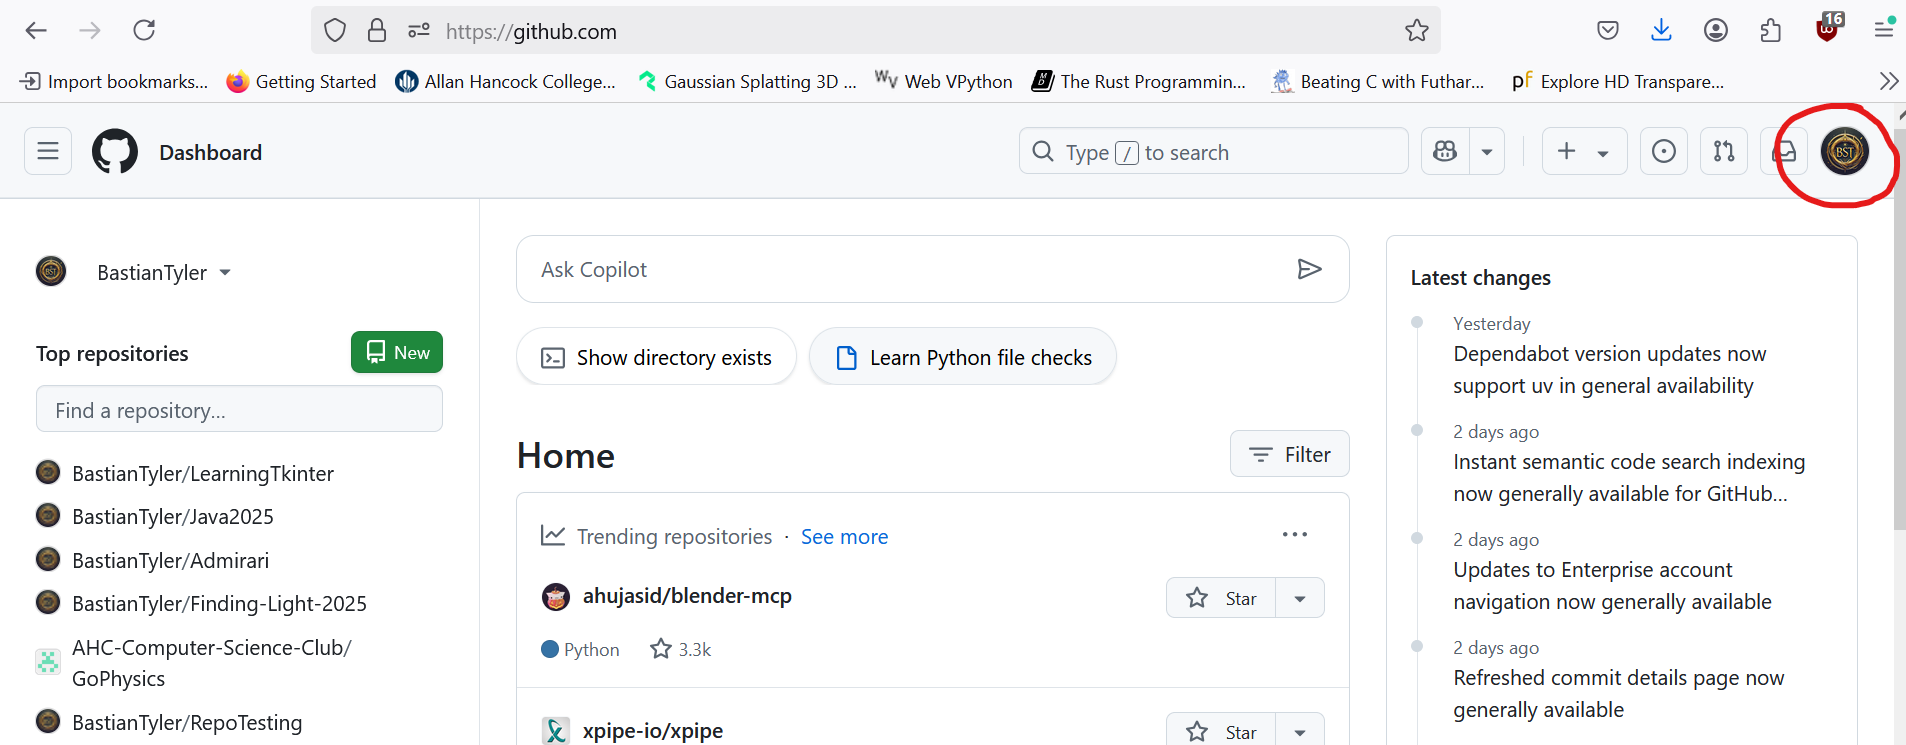 https://github.com
16
Import bookmarks...
Getting Started
Allan Hancock College...
Gaussian Splatting 3D ...
Web VPython
The Rust Programmin...
Beating C with Futhar...
pf Explore HD Transpare...
Dashboard
Type / to search
BST
BastianTyler
Top repositories
New
Find a repository...
BastianTyler/LearningTkinter
BastianTyler/Java2025
BastianTyler/Admirari
BastianTyler/Finding-Light-2025
AHC-Computer-Science-Club/
GoPhysics
BastianTyler/RepoTesting
Ask Copilot
Show directory exists
Learn Python file checks
Home
Filter
Trending repositories · See more
ahujasid/blender-mcp
Star
Python
3.3k
xpipe-io/xpipe
Star
Latest changes
Yesterday
Dependabot version updates now
support uv in general availability
2 days ago
Instant semantic code search indexing
now generally available for GitHub...
2 days ago
Updates to Enterprise account
navigation now generally available
2 days ago
Refreshed commit details page now
generally available